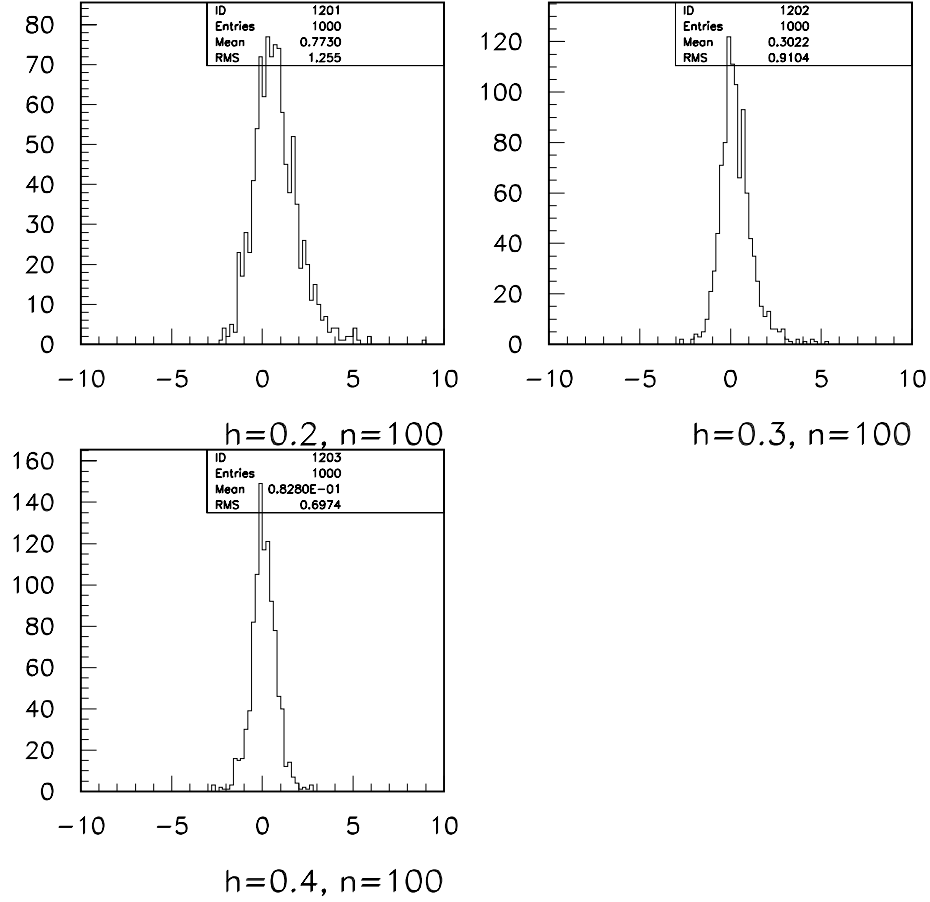 ID 1201
Entries 1000
Mean 0.7730
RMS 1.255
80
70
60
50
40
30
20
10
0
−10 −5 0 5 10
h=0.2, n=100
ID 1202
Entries 1000
Mean 0.3022
RMS 0.9104
120
100
80
60
40
20
0
−10 −5 0 5 10
h=0.3, n=100
ID 1203
Entries 1000
Mean 0.8280E−01
RMS 0.6974
160
140
120
100
80
60
40
20
0
−10 −5 0 5 10
h=0.4, n=100